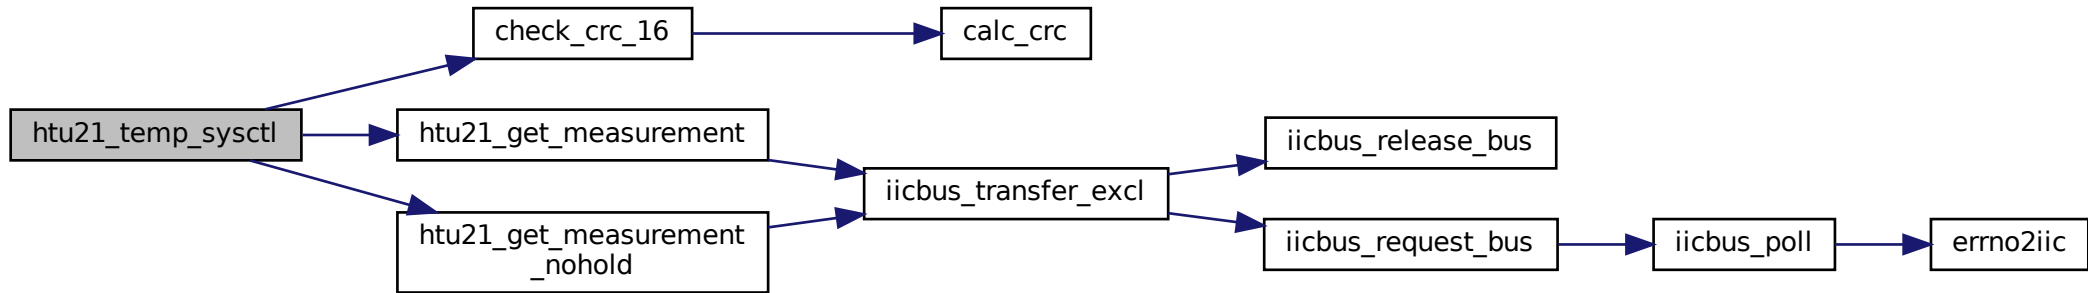 check_crc_16
calc_crc
htu21_temp_sysctl
htu21_get_measurement
iicbus_release_bus
iicbus_transfer_excl
htu21_get_measurement
_nohold
iicbus_request_bus
iicbus_poll
errno2iic